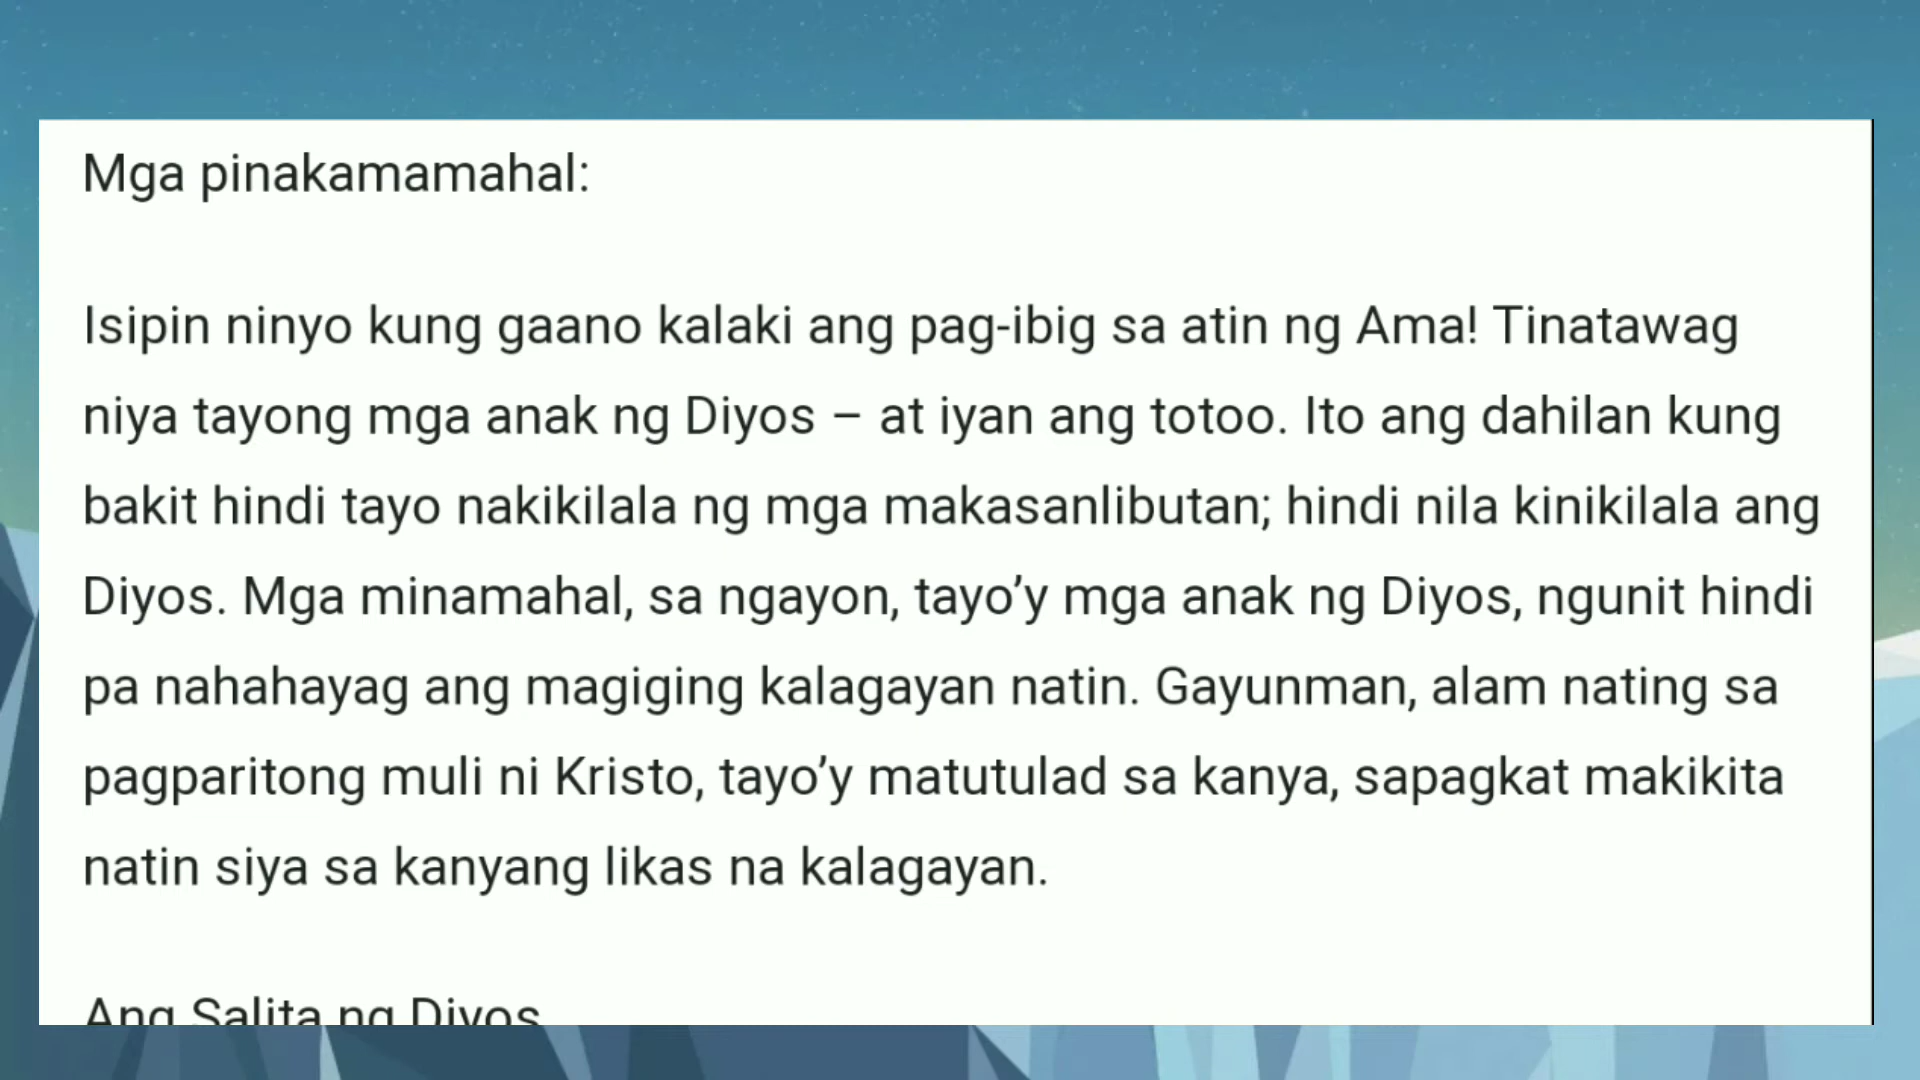 Mga pinakamamahal:
Isipin ninyo kung gaano kalaki ang pag-ibig sa atin ng Ama! Tinatawag
niya tayong mga anak ng Diyos – at iyan ang totoo. Ito ang dahilan kung
bakit hindi tayo nakikilala ng mga makasanlibutan; hindi nila kinikilala ang
Diyos. Mga minamahal, sa ngayon, tayo’y mga anak ng Diyos, ngunit hindi
pa nahahayag ang magiging kalagayan natin. Gayunman, alam nating sa
pagparitong muli ni Kristo, tayo’y matutulad sa kanya, sapagkat makikita
natin siya sa kanyang likas na kalagayan.
Ang Salita ng Diyos